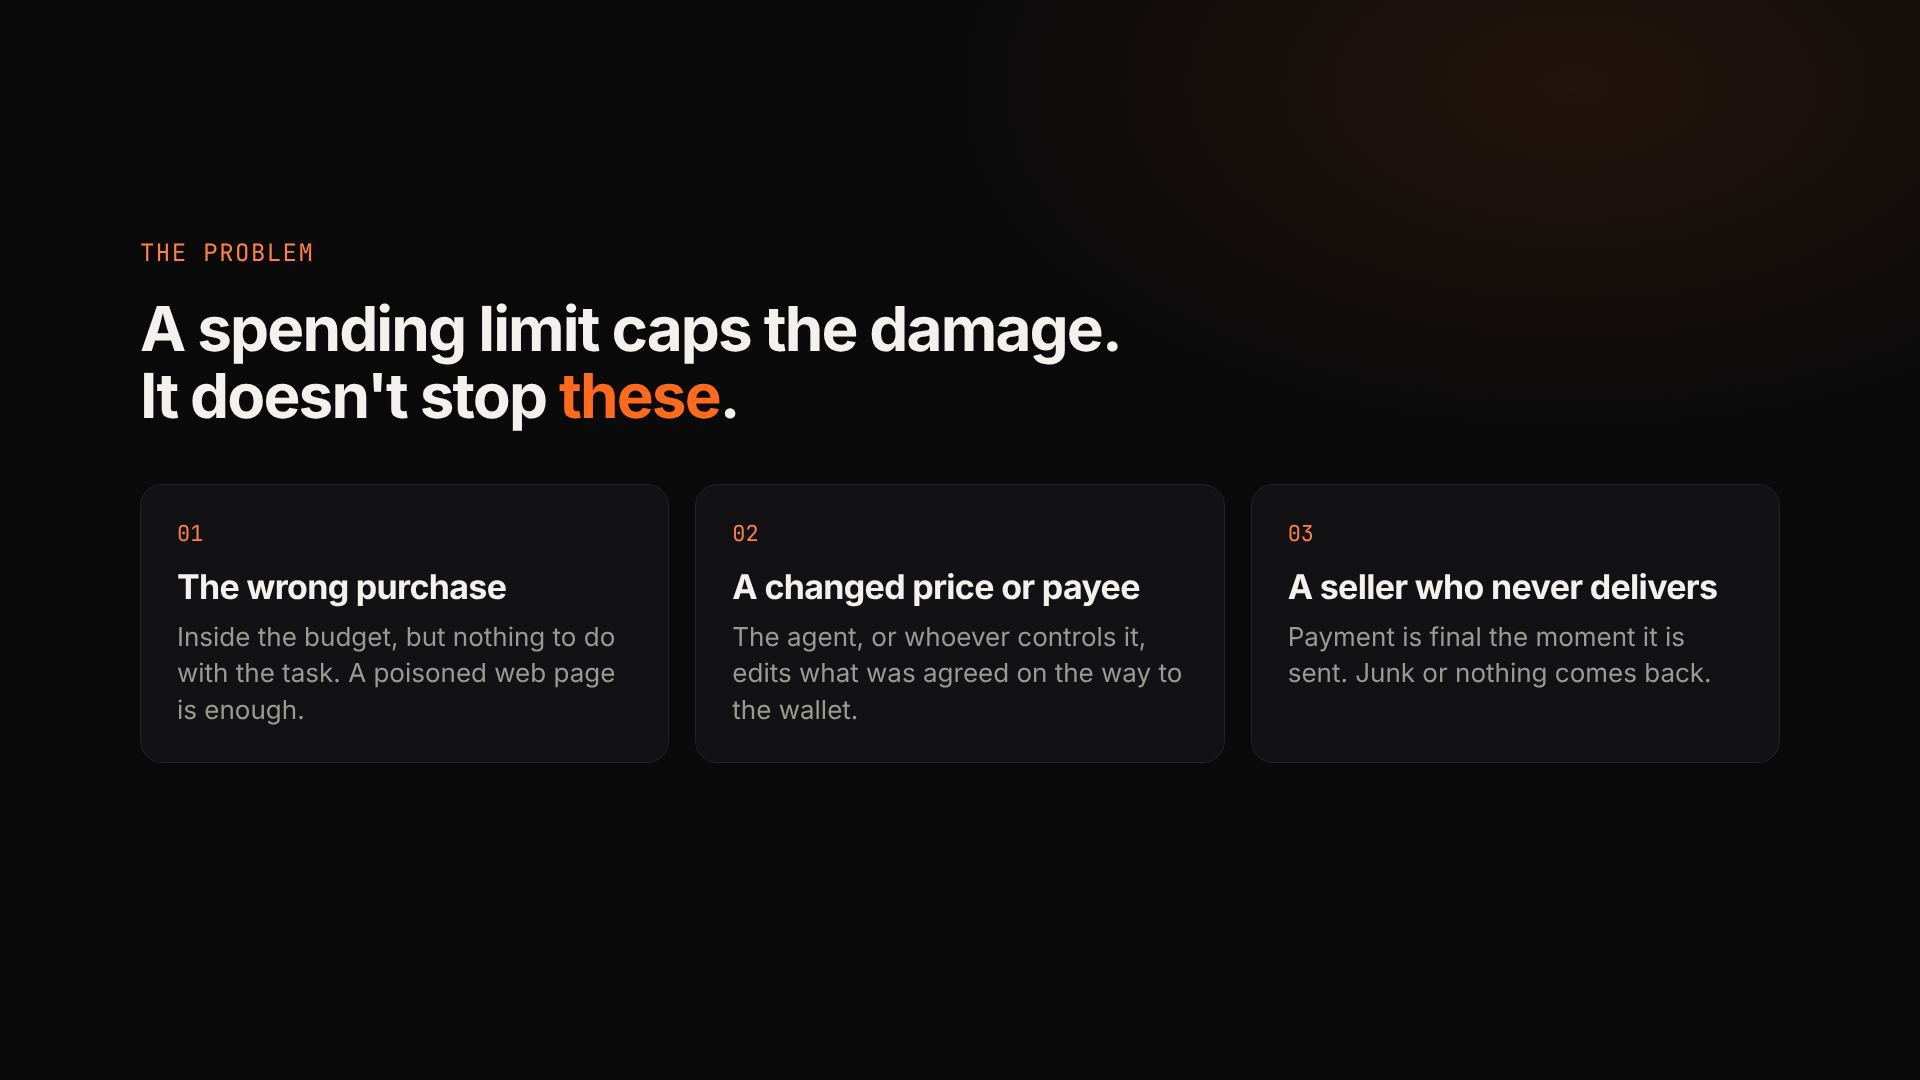 THE PROBLEM
A spending limit caps the damage.
It doesn't stop these.
01
The wrong purchase
Inside the budget, but nothing to do
with the task. A poisoned web page
is enough.
02
A changed price or payee
The agent, or whoever controls it,
edits what was agreed on the way to
the wallet.
03
A seller who never delivers
Payment is final the moment it is
sent. Junk or nothing comes back.